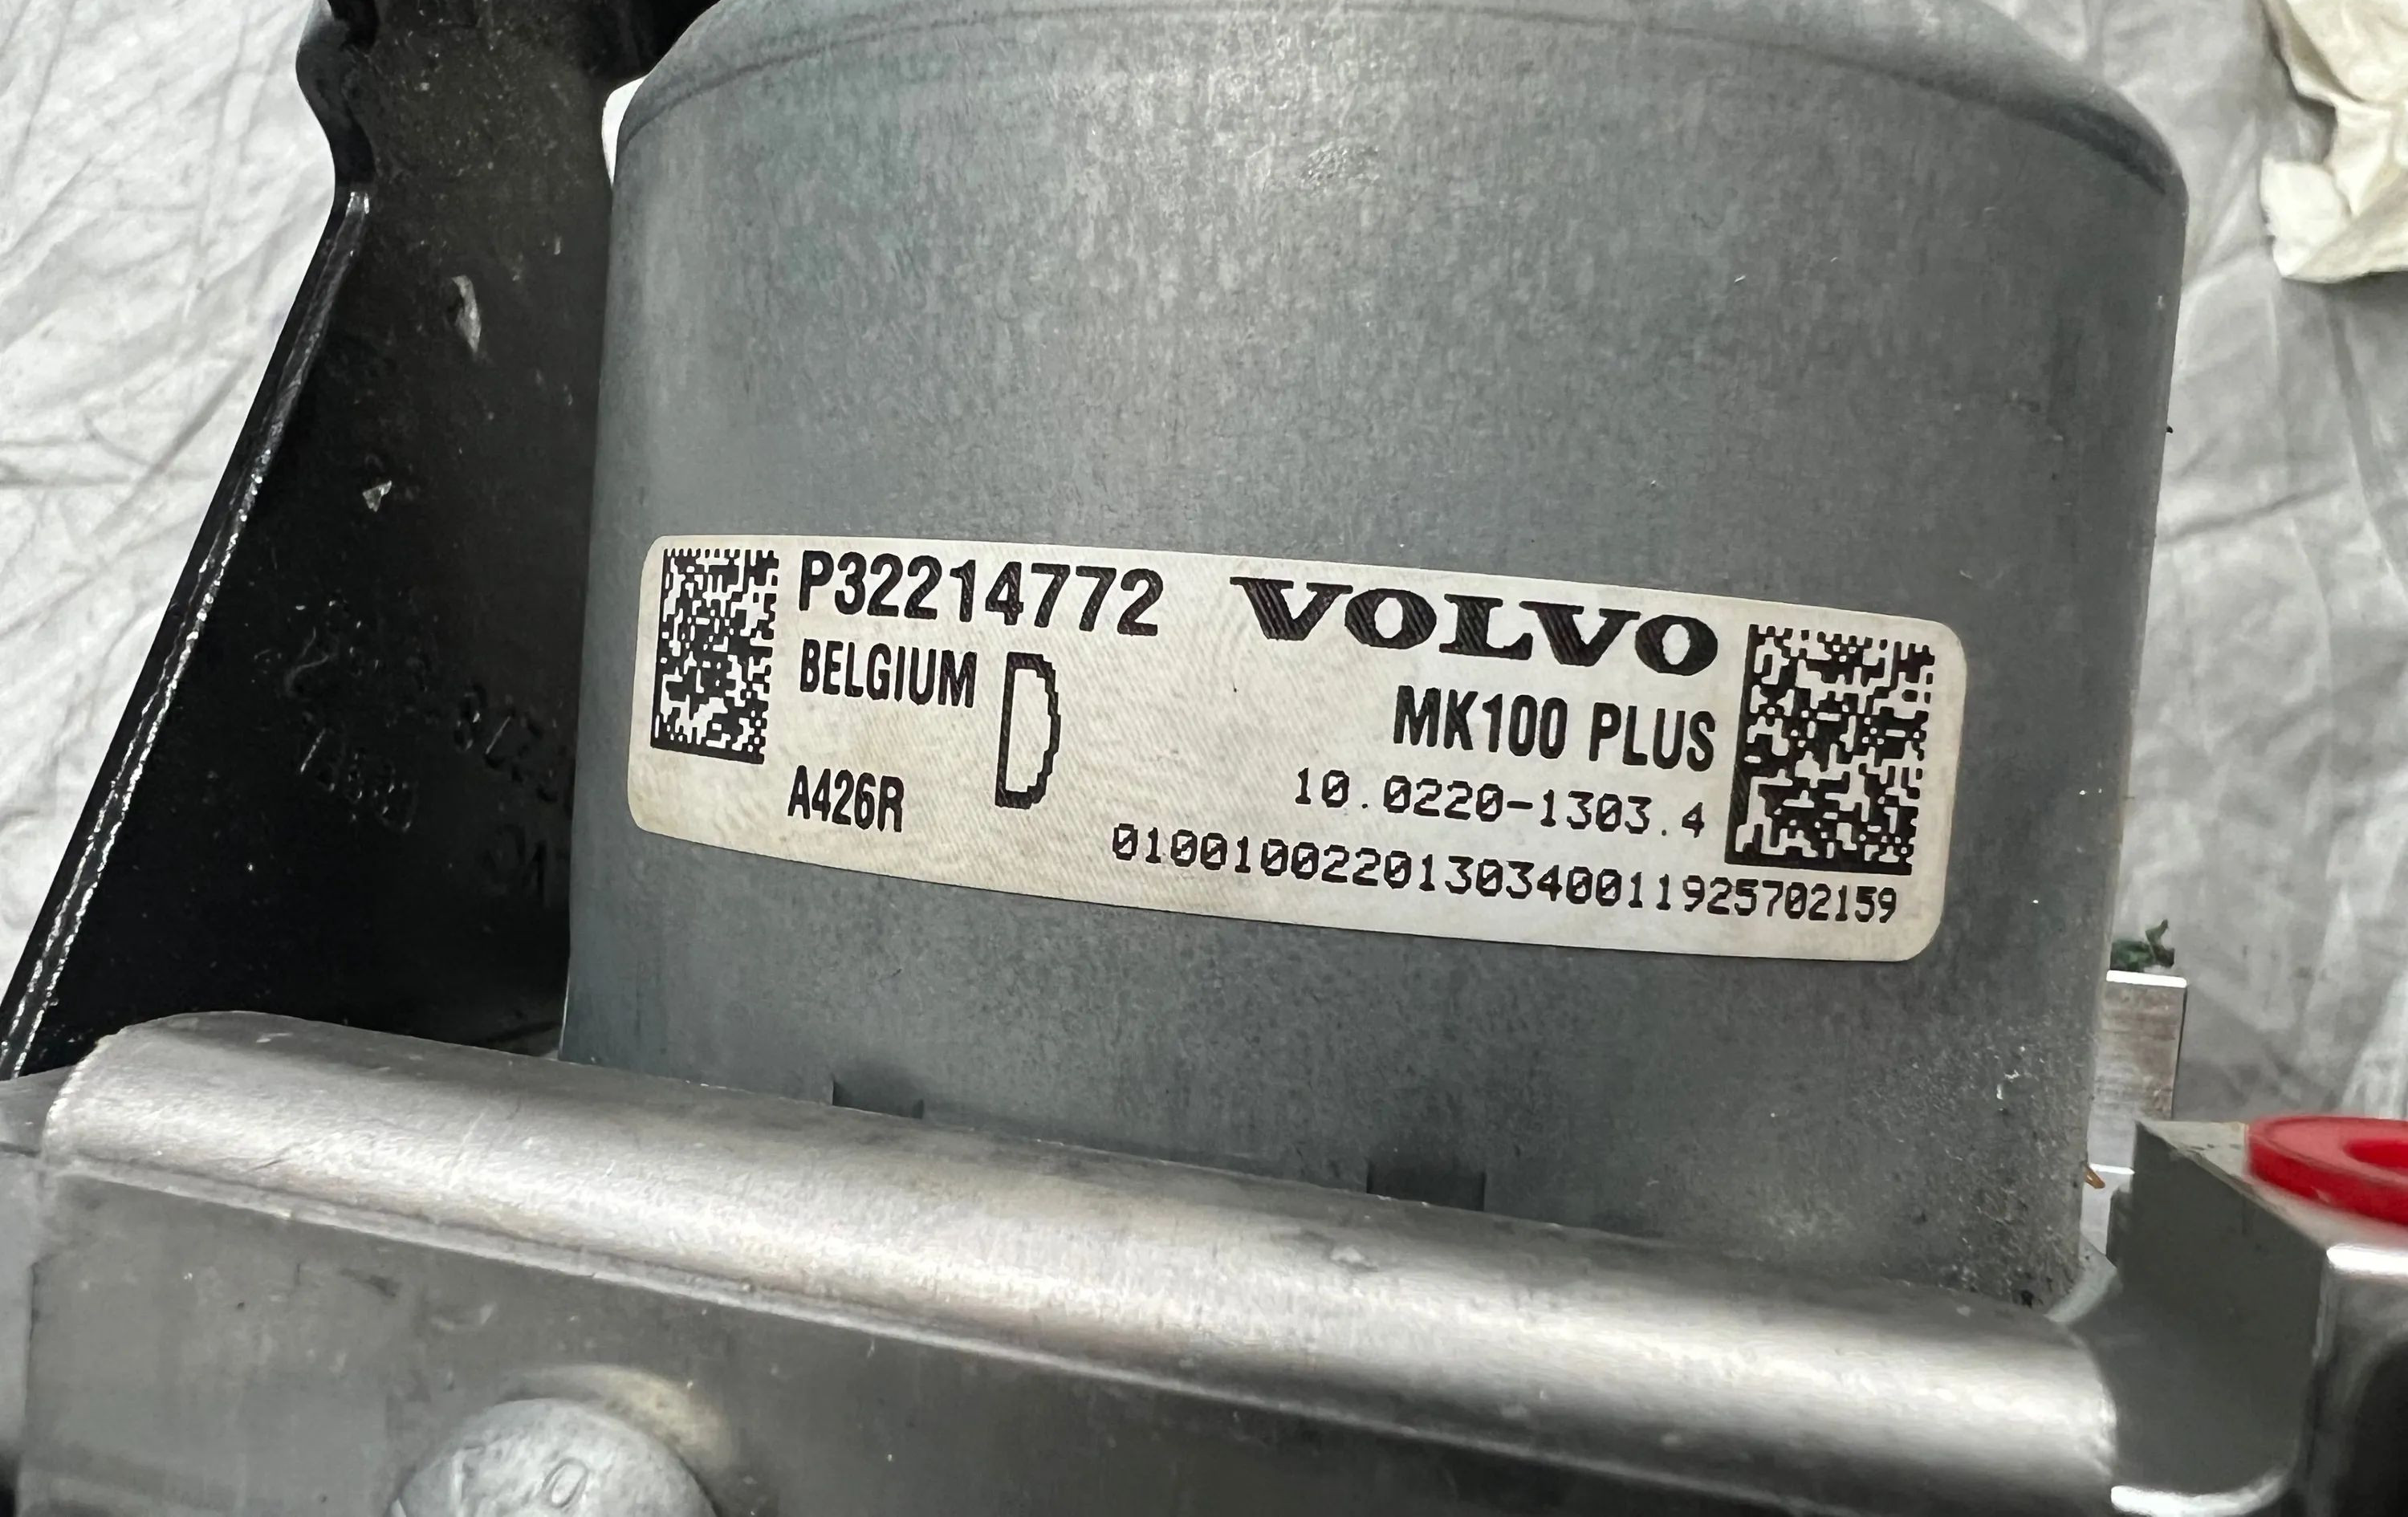 P32214772 VOLVO
BELGIUM D
MK100 PLUS
A426R
10.0220-1303.4
0100100220130340011925702159